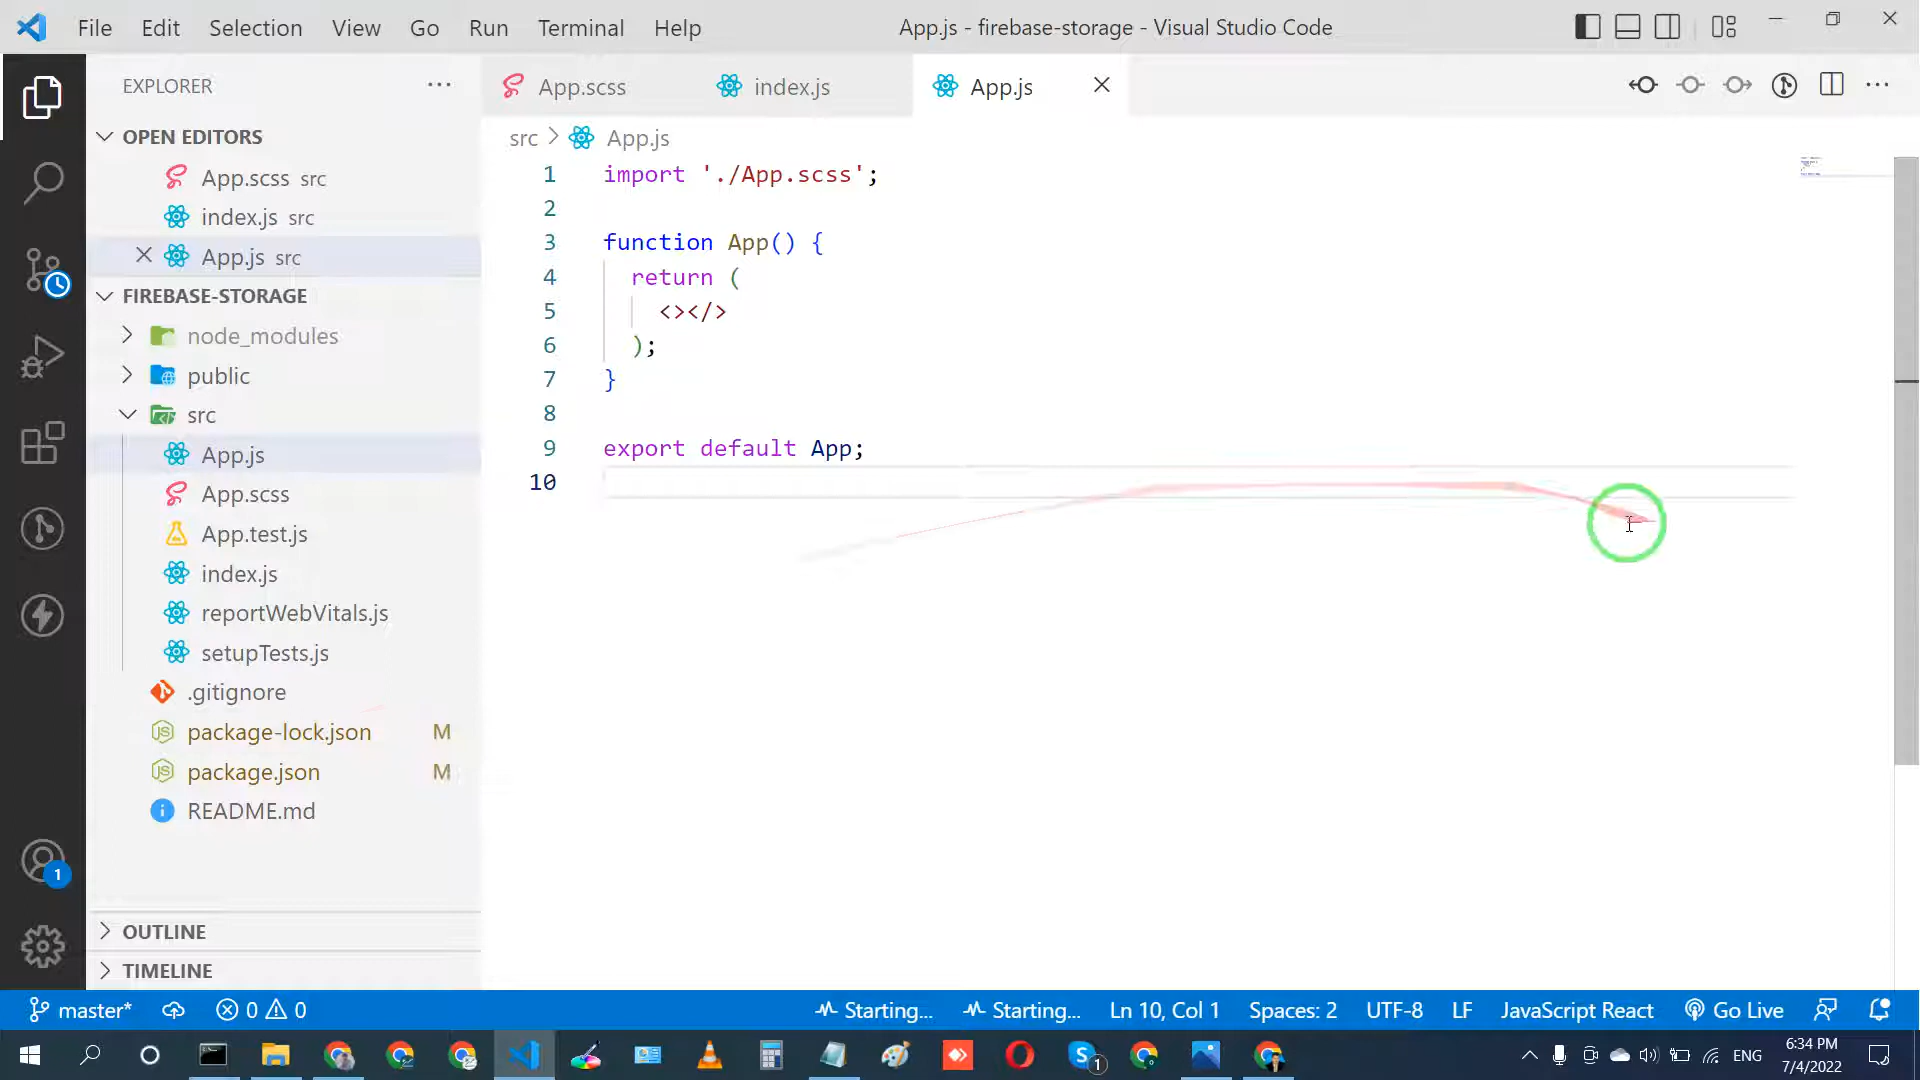 File Edit Selection View Go Run Terminal Help
App.js - firebase-storage - Visual Studio Code
EXPLORER
OPEN EDITORS
App.scss src
index.js src
App.js src
FIREBASE-STORAGE
node_modules
public
src
App.js
App.scss
App.test.js
index.js
reportWebVitals.js
setupTests.js
.gitignore
package-lock.json M
package.json M
README.md
OUTLINE
TIMELINE
App.scss index.js App.js
src > App.js
1 import './App.scss';
2
3 function App() {
4 return (
5 <></>
6 );
7 }
8
9 export default App;
10
1
master* 0 0 Starting... Starting... Ln 10, Col 1 Spaces: 2 UTF-8 LF JavaScript React Go Live
1
ENG
6:34 PM
7/4/2022